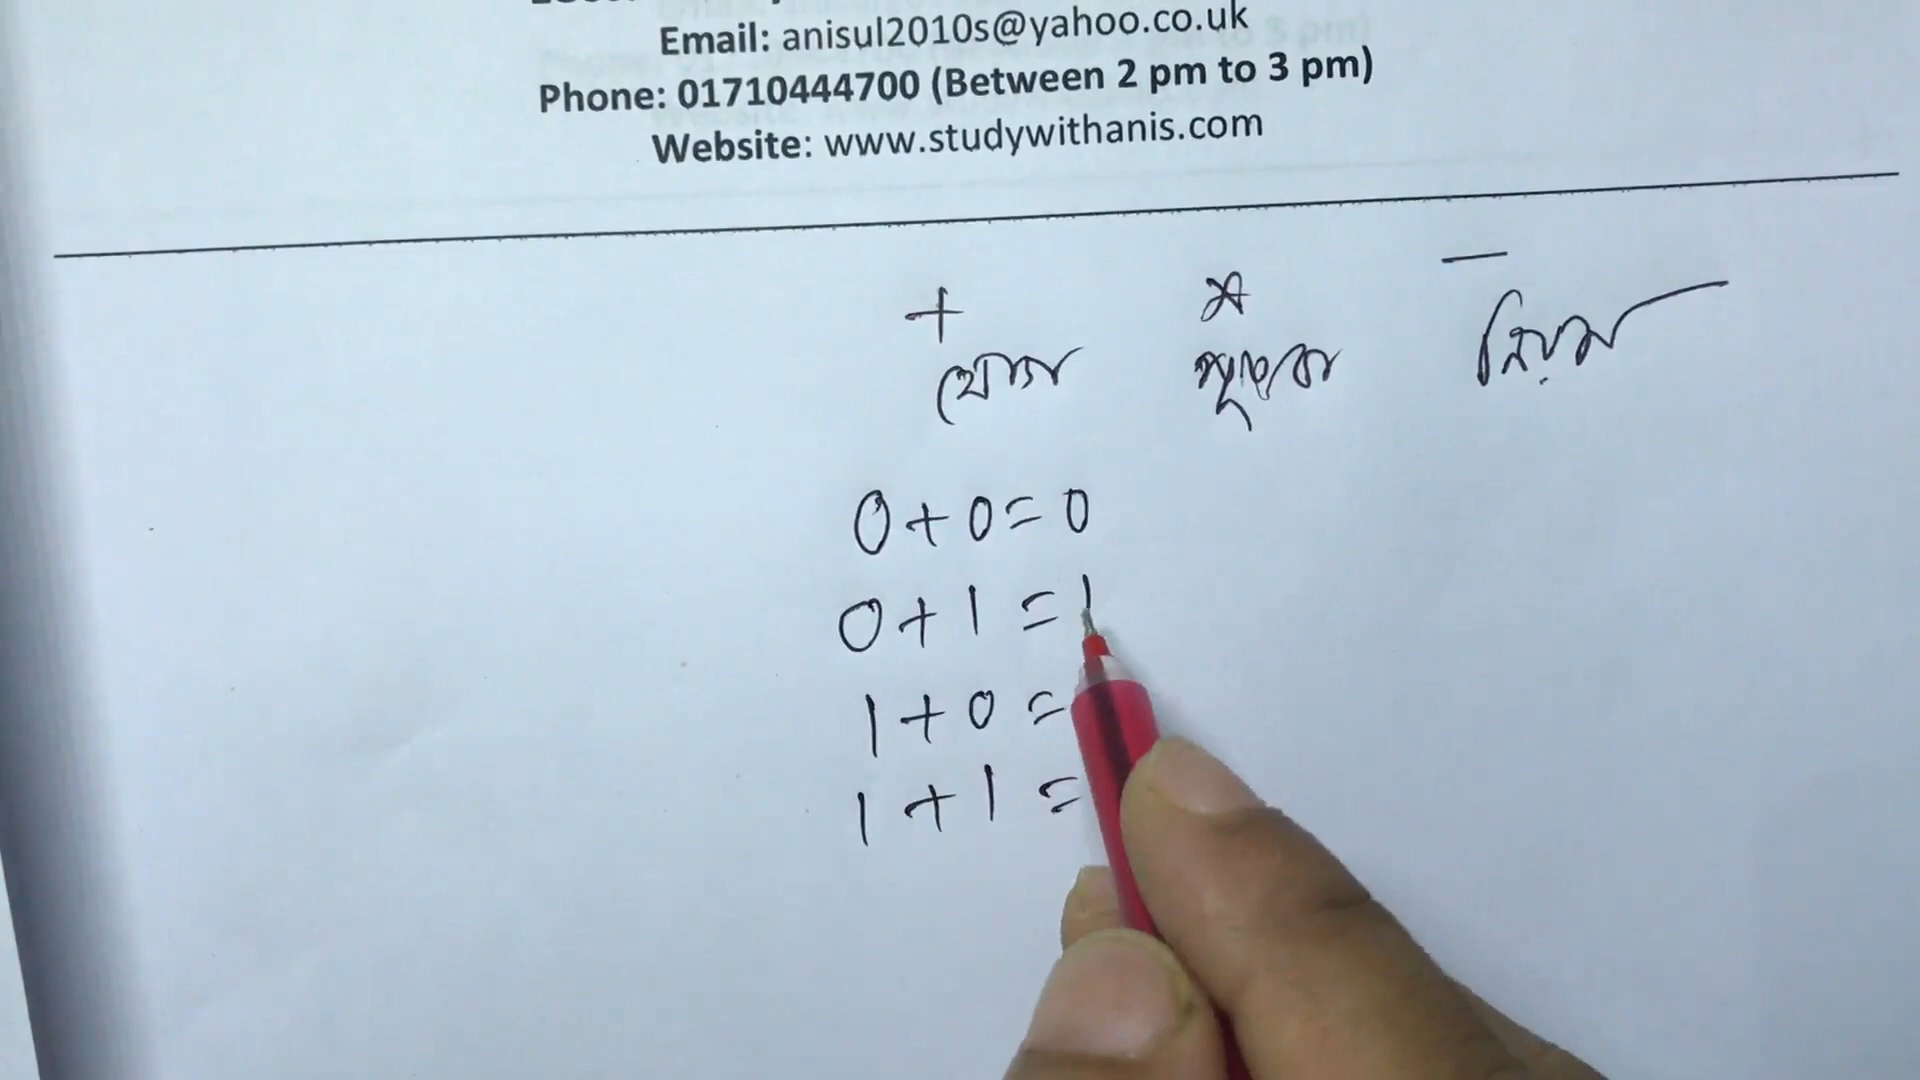 Email: anisul2010s@yahoo.co.uk
Phone: 01710444700 (Between 2 pm to 3 pm)
Website: www.studywithanis.com
+ * —
যোগের পূরক নিয়ম
0+0=0
0+1=1
1+0=
1+1=